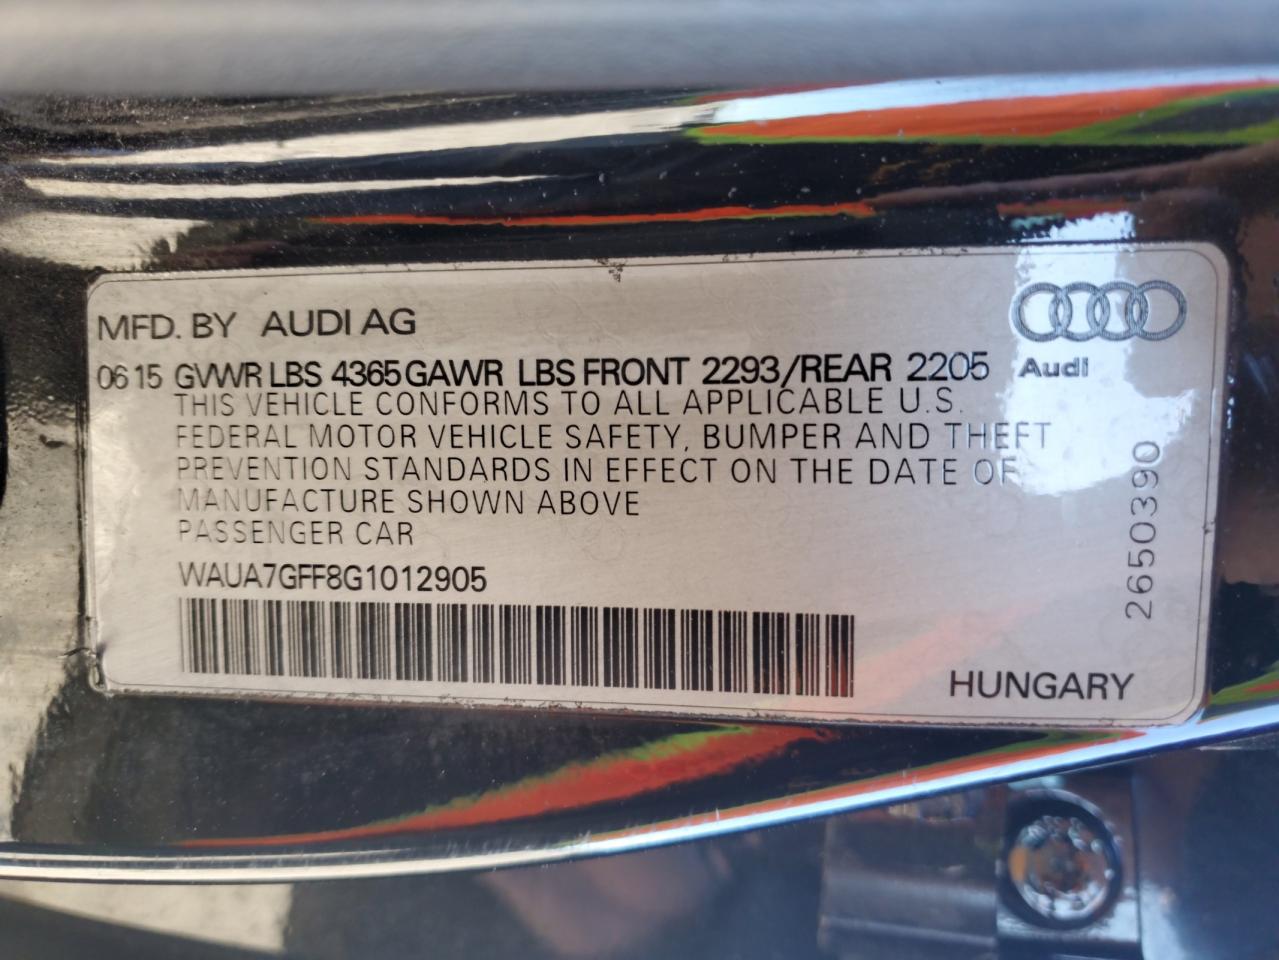 MFD. BY AUDI AG
0615 GVWR LBS 4365 GAWR LBS FRONT 2293/REAR 2205
Audi
THIS VEHICLE CONFORMS TO ALL APPLICABLE U.S.
FEDERAL MOTOR VEHICLE SAFETY, BUMPER AND THEFT
PREVENTION STANDARDS IN EFFECT ON THE DATE OF
MANUFACTURE SHOWN ABOVE
PASSENGER CAR
WAUA7GFF8G1012905
HUNGARY
2650390